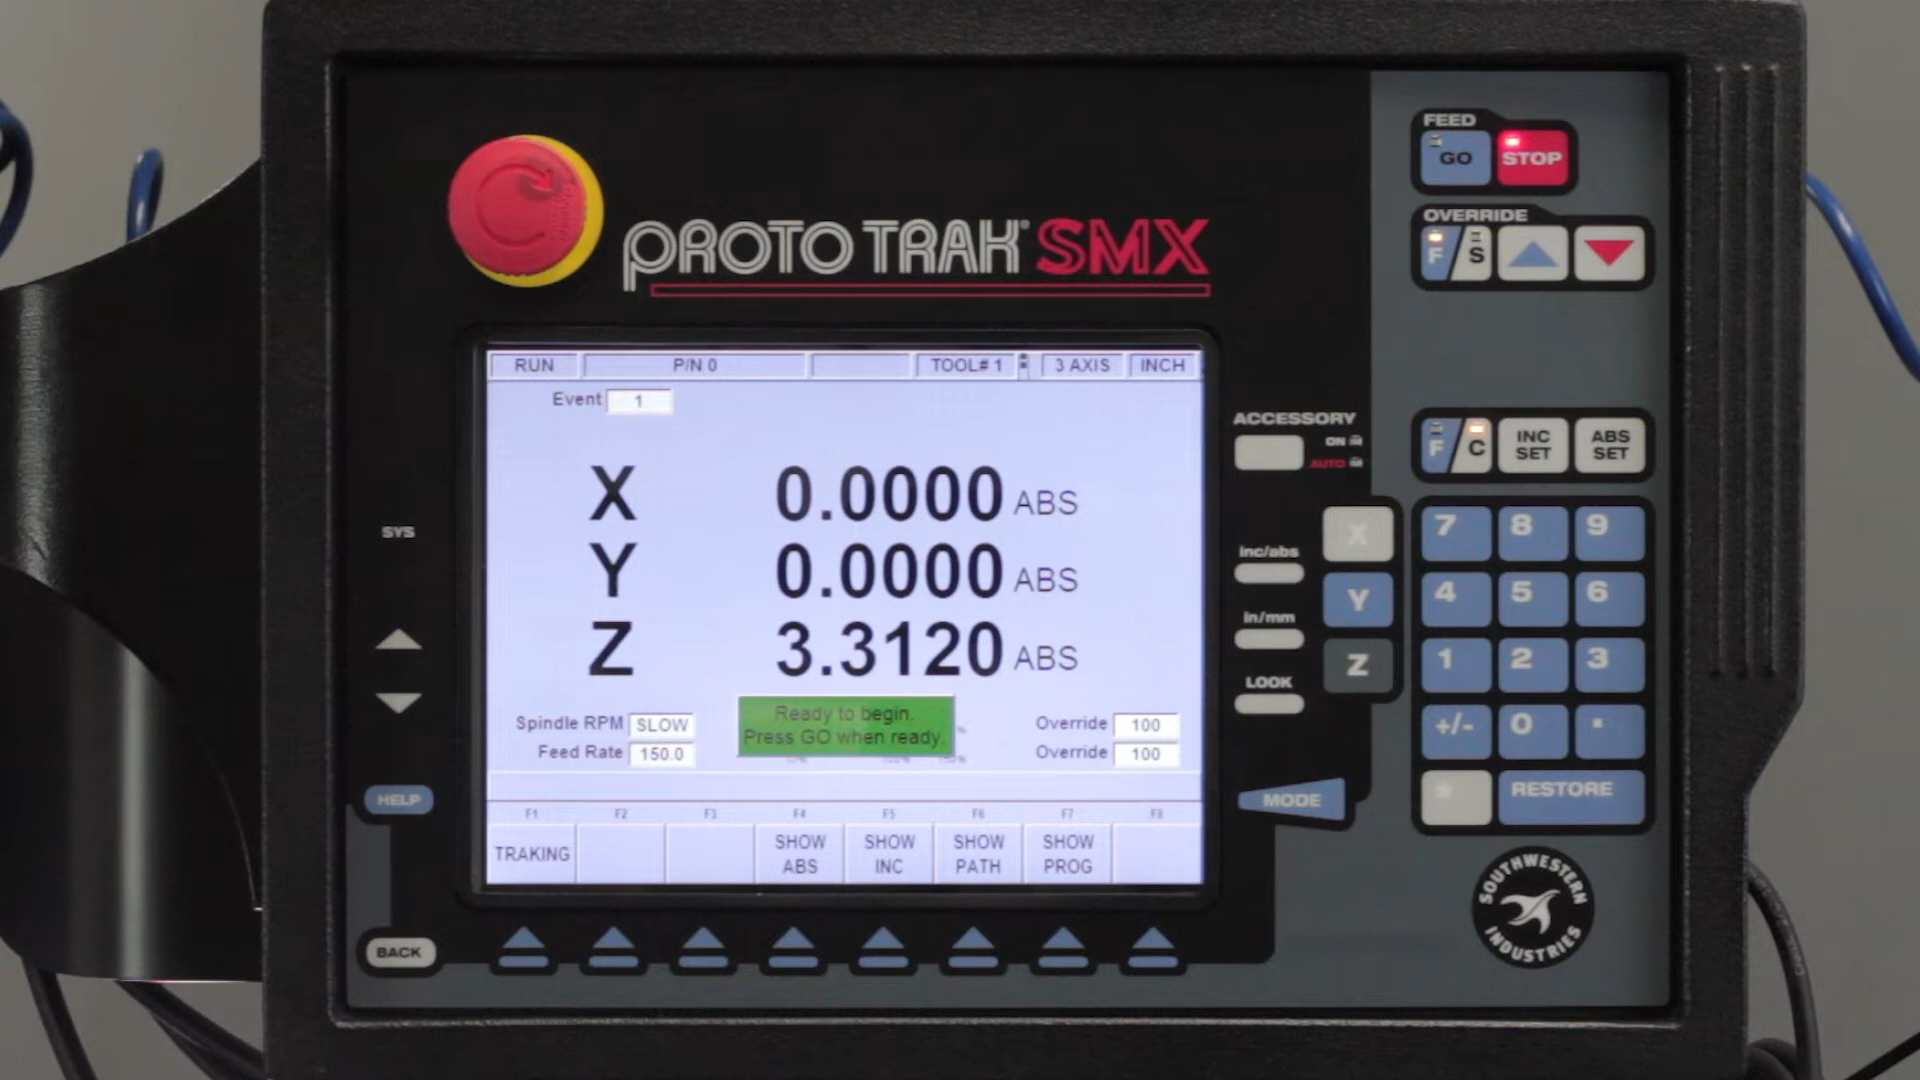 FEED
GO STOP
OVERRIDE
F S
PROTO TRAK® SMX
RUN P/N 0 TOOL# 1 3 AXIS INCH
Event 1
X 0.0000 ABS
Y 0.0000 ABS
Z 3.3120 ABS
Ready to begin.
Press GO when ready.
Spindle RPM SLOW
Feed Rate 150.0
Override 100
Override 100
F1 F2 F3 F4 F5 F6 F7 F8
TRAKING
SHOW ABS
SHOW INC
SHOW PATH
SHOW PROG
SYS
HELP
BACK
ACCESSORY
ON
AUTO
inc/abs
in/mm
LOOK
MODE
F C
INC SET
ABS SET
X
Y
Z
7 8 9
4 5 6
1 2 3
+/- 0 .
* RESTORE
SOUTHWESTERN INDUSTRIES